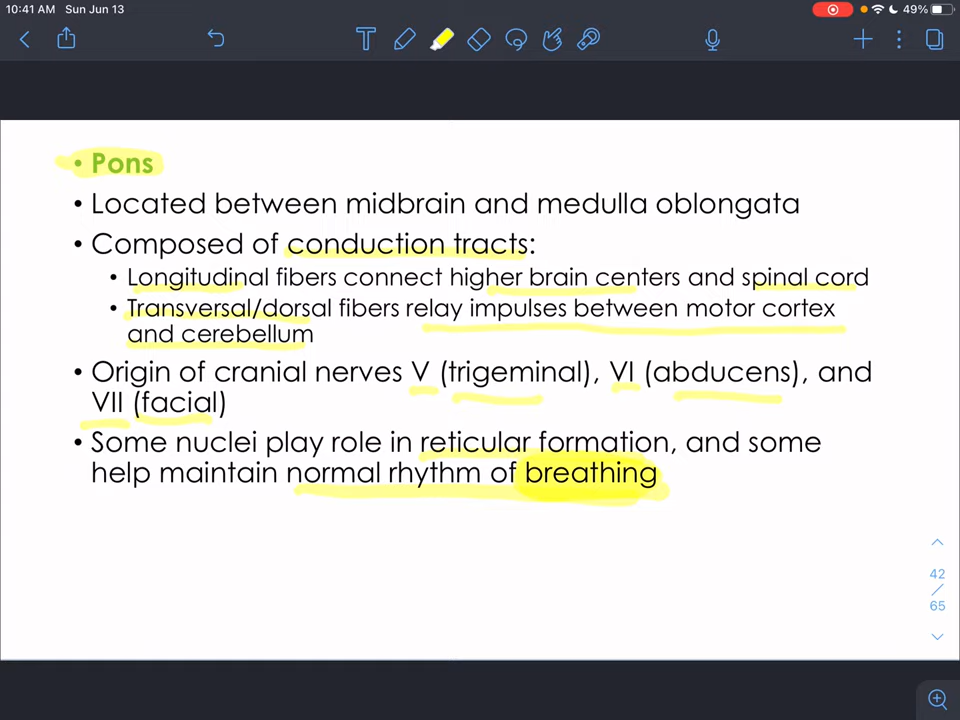 10:41 AM Sun Jun 13
49%
T
• Pons
• Located between midbrain and medulla oblongata
• Composed of conduction tracts:
• Longitudinal fibers connect higher brain centers and spinal cord
• Transversal/dorsal fibers relay impulses between motor cortex
and cerebellum
• Origin of cranial nerves V (trigeminal), VI (abducens), and
VII (facial)
• Some nuclei play role in reticular formation, and some
help maintain normal rhythm of breathing
42
/
65